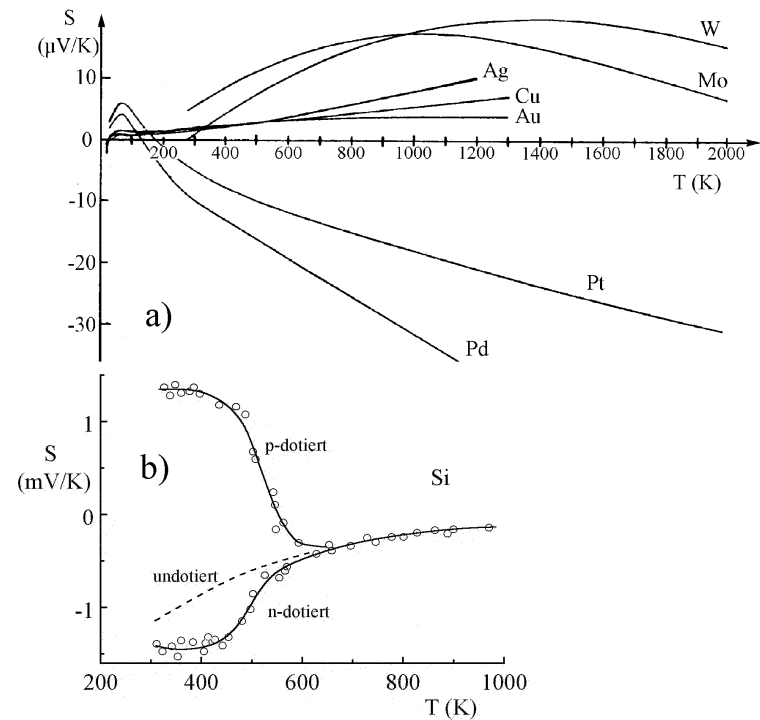 S
(µV/K)
10
0
-10
-20
-30
W
Mo
Ag
Cu
Au
200 400 600 800 1000 1200 1400 1600 1800 2000
T (K)
Pt
Pd
a)
S
(mV/K)
1
0
-1
b)
p-dotiert
Si
undotiert
n-dotiert
200 400 600 800 1000
T (K)